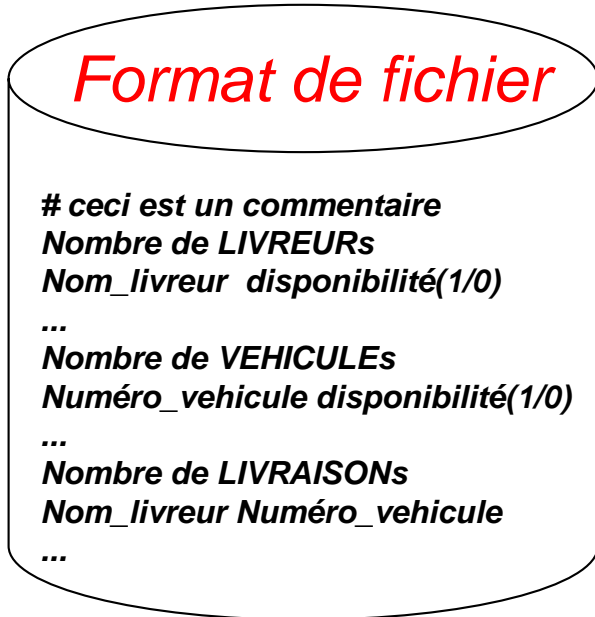 Format de fichier
# ceci est un commentaire
Nombre de LIVREURs
Nom_livreur disponibilité(1/0)
...
Nombre de VEHICULEs
Numéro_vehicule disponibilité(1/0)
...
Nombre de LIVRAISONs
Nom_livreur Numéro_vehicule
...